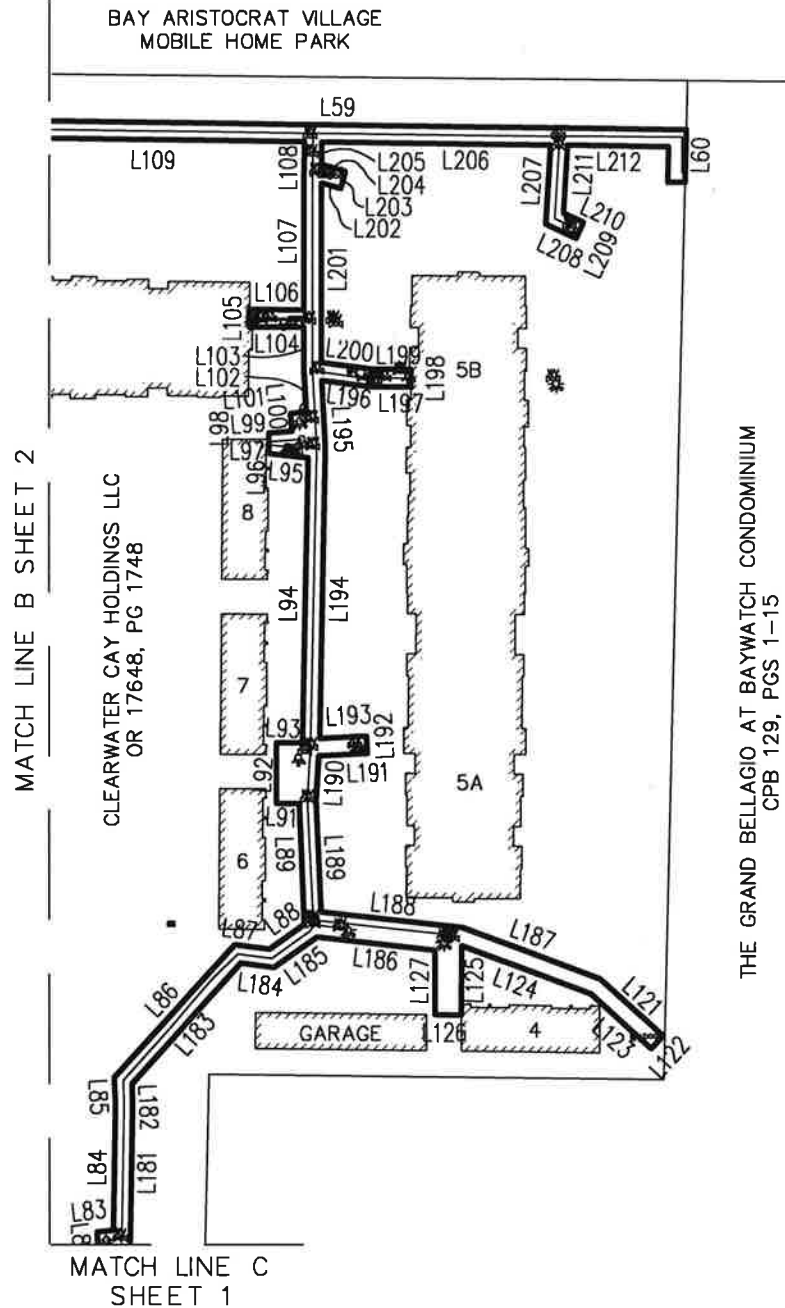 BAY ARISTOCRAT VILLAGE
MOBILE HOME PARK
L59
L109
L108
L205
L206
L204
L203
L202
L207
L211
L212
L60
L210
L208
L209
L107
L201
L106
L105
L104
L103
L102
L101
L100
L200
L199
L198
5B
L196
L197
L98
L99
L97
L96
L95
L195
8
MATCH LINE B SHEET 2
CLEARWATER CAY HOLDINGS LLC
OR 17648, PG 1748
L94
L194
7
L93
L193
L192
L191
L92
L190
L91
5A
6
L89
L189
THE GRAND BELLAGIO AT BAYWATCH CONDOMINIUM
CPB 129, PGS 1-15
L88
L188
L87
L187
L184
L185
L186
L127
L125
L124
L121
L86
L183
L126
L123
L122
GARAGE
4
L85
L182
L84
L181
L83
L8
MATCH LINE C
SHEET 1